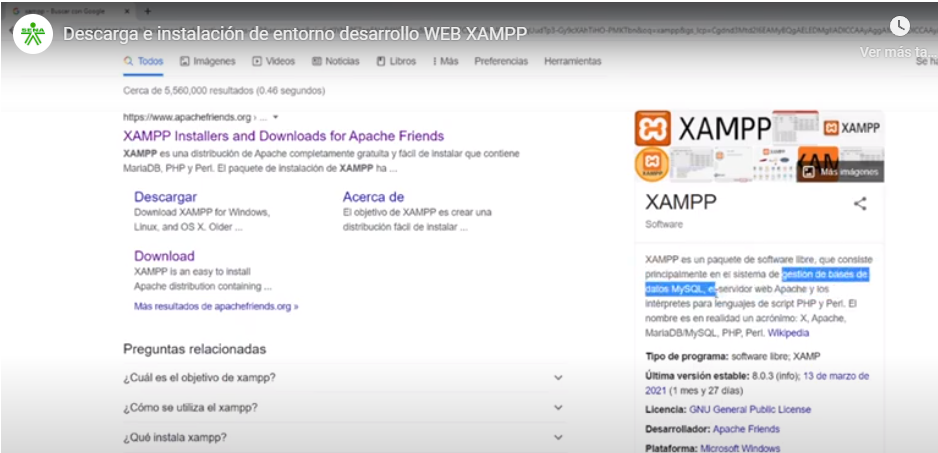 xampp - Buscar con Google
SENA
Descarga e instalación de entorno desarrollo WEB XAMPP
Ver más ta...
Todos Imágenes Videos Noticias Libros Más Preferencias Herramientas
Cerca de 5,560,000 resultados (0.46 segundos)
https://www.apachefriends.org › ...
XAMPP Installers and Downloads for Apache Friends
XAMPP es una distribución de Apache completamente gratuita y fácil de instalar que contiene
MariaDB, PHP y Perl. El paquete de instalación de XAMPP ha ...
Descargar
Download XAMPP for Windows,
Linux, and OS X. Older ...
Acerca de
El objetivo de XAMPP es crear una
distribución fácil de instalar ...
Download
XAMPP is an easy to install
Apache distribution containing ...
Más resultados de apachefriends.org »
Preguntas relacionadas
¿Cuál es el objetivo de xampp?
¿Cómo se utiliza el xampp?
¿Qué instala xampp?
XAMPP
XAMPP
Más imágenes
XAMPP
Software
XAMPP es un paquete de software libre, que consiste
principalmente en el sistema de gestión de bases de
datos MySQL, el servidor web Apache y los
intérpretes para lenguajes de script PHP y Perl. El
nombre es en realidad un acrónimo: X, Apache,
MariaDB/MySQL, PHP, Perl. Wikipedia
Tipo de programa: software libre; XAMPP
Última versión estable: 8.0.3 (info); 13 de marzo de
2021 (1 mes y 27 días)
Licencia: GNU General Public License
Desarrollador: Apache Friends
Plataforma: Microsoft Windows